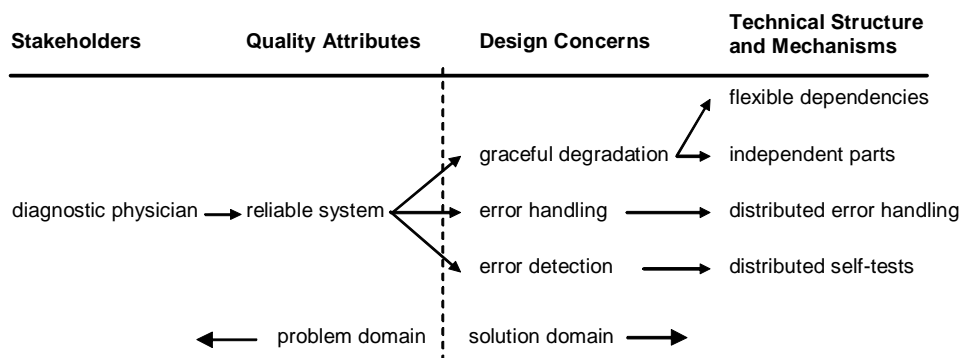 Stakeholders
Quality Attributes
Design Concerns
Technical Structure
and Mechanisms
flexible dependencies
graceful degradation
independent parts
diagnostic physician
reliable system
error handling
distributed error handling
error detection
distributed self-tests
problem domain
solution domain